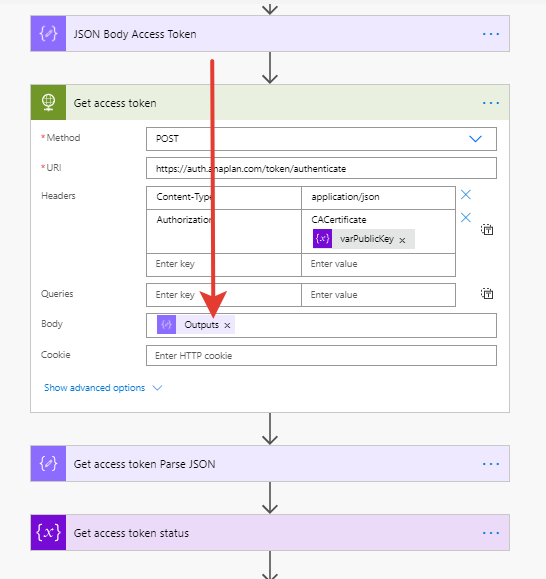 JSON Body Access Token
Get access token
* Method
POST
* URI
https://auth.anaplan.com/token/authenticate
Headers
Content-Type
application/json
Authorization
CACertificate
{x} varPublicKey ×
Enter key
Enter value
Queries
Enter key
Enter value
Body
Outputs ×
Cookie
Enter HTTP cookie
Show advanced options
Get access token Parse JSON
{x} Get access token status